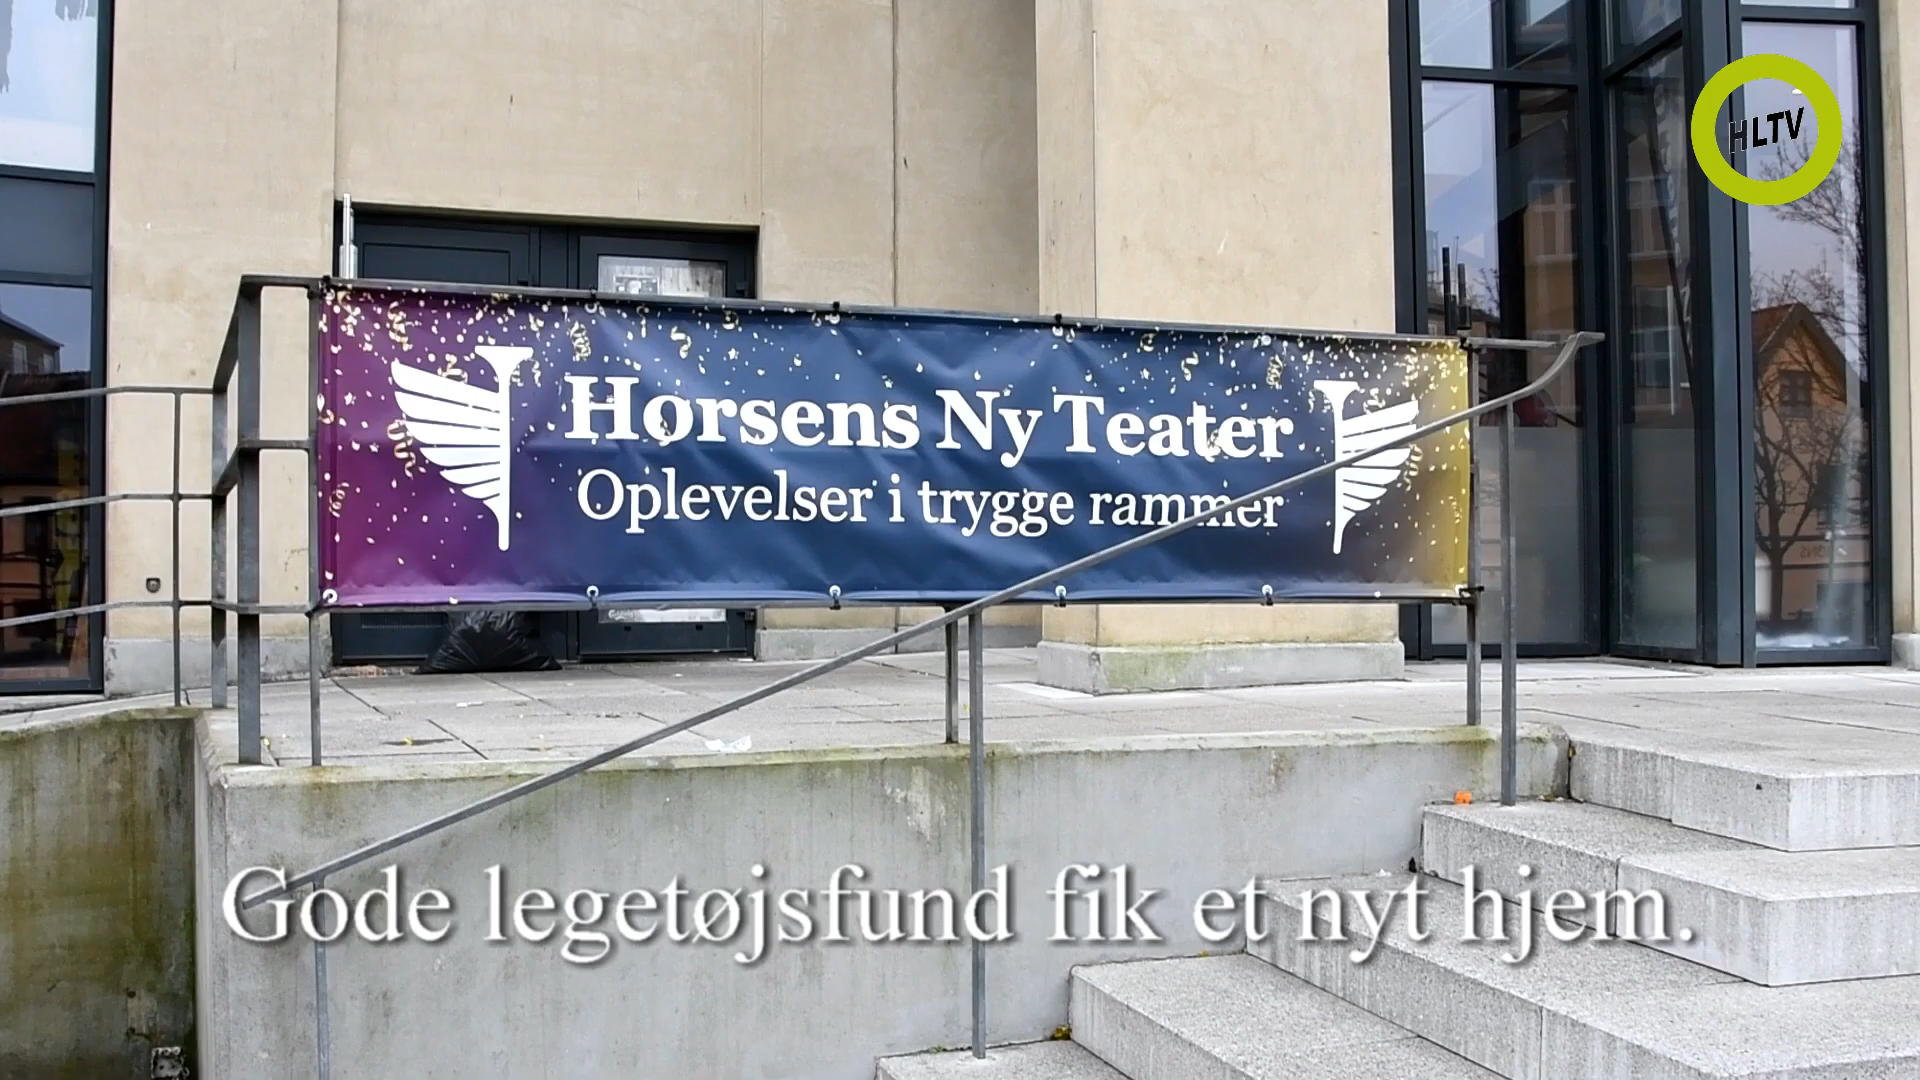 HLTV
Horsens Ny Teater
Oplevelser i trygge rammer
Gode legetøjsfund fik et nyt hjem.